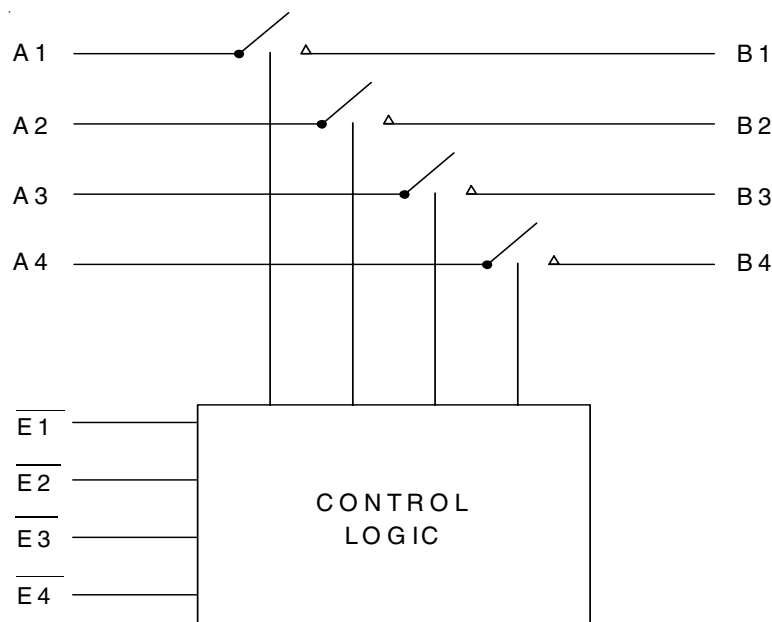 A1 B1
A2 B2
A3 B3
A4 B4
E1
E2
E3
E4
CONTROL
LOGIC